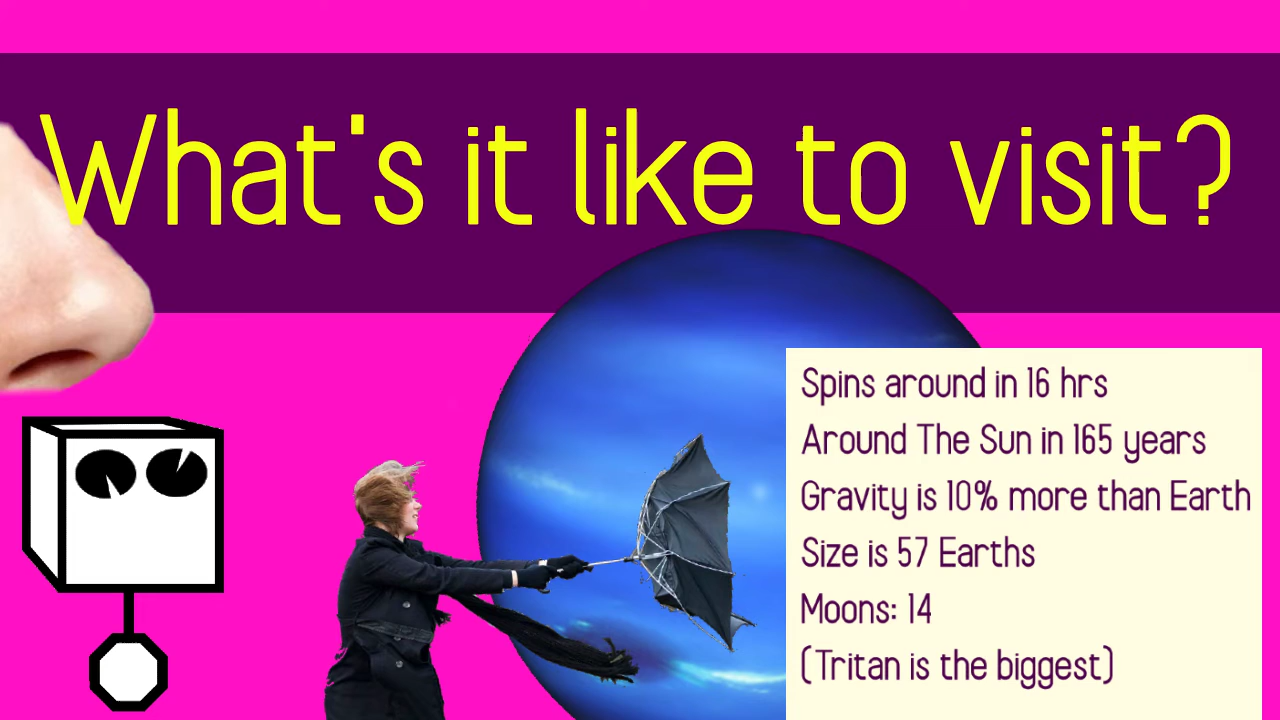 What's it like to visit?
Spins around in 16 hrs
Around The Sun in 165 years
Gravity is 10% more than Earth
Size is 57 Earths
Moons: 14
(Tritan is the biggest)